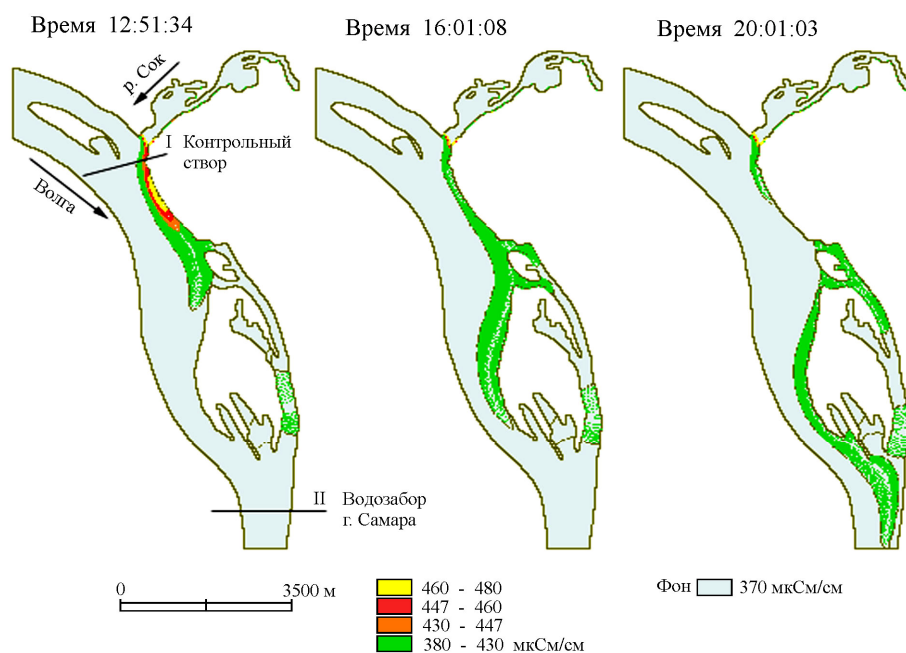 Время 12:51:34
Время 16:01:08
Время 20:01:03
р. Сок
I Контрольный
створ
Волга
II Водозабор
г. Самара
0 3500 м
460 - 480
447 - 460
430 - 447
380 - 430 мкСм/см
Фон 370 мкСм/см